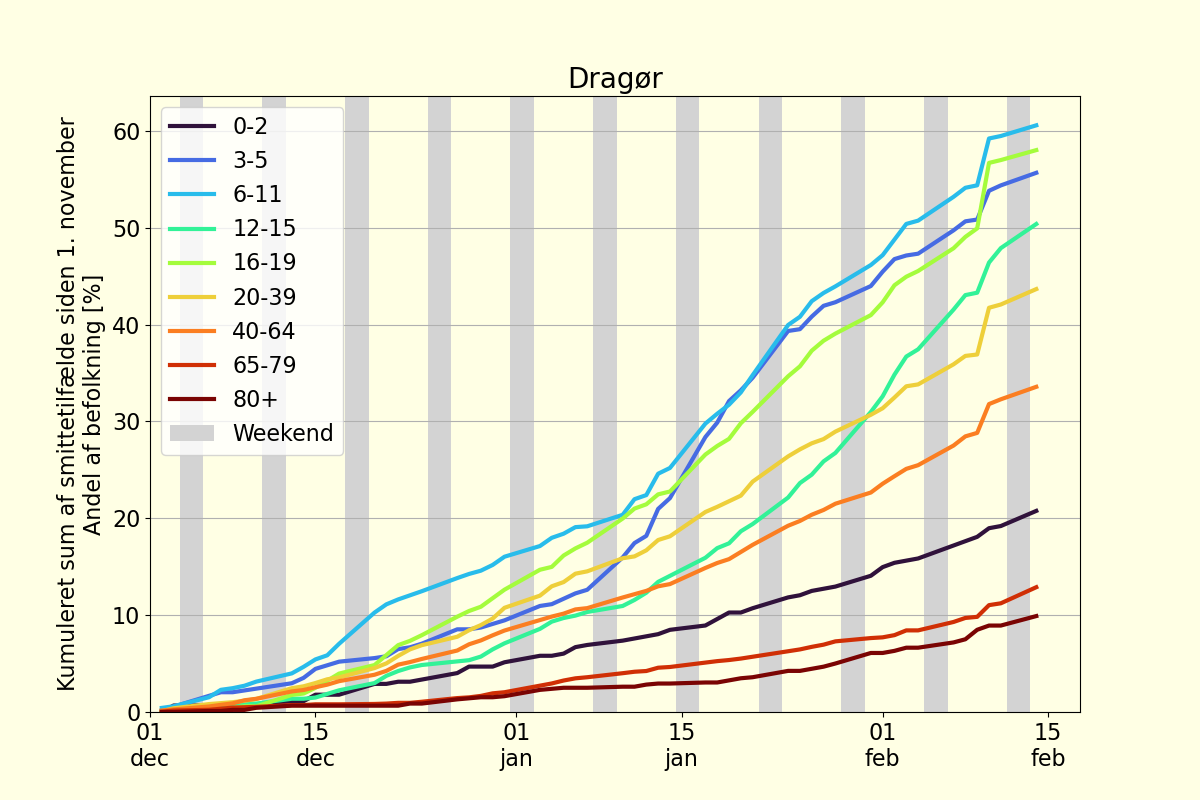 Dragør
Kumuleret sum af smittetilfælde siden 1. november
Andel af befolkning [%]
60
50
40
30
20
10
0
0-2
3-5
6-11
12-15
16-19
20-39
40-64
65-79
80+
Weekend
01 15 01 15 01 15
dec dec jan jan feb feb